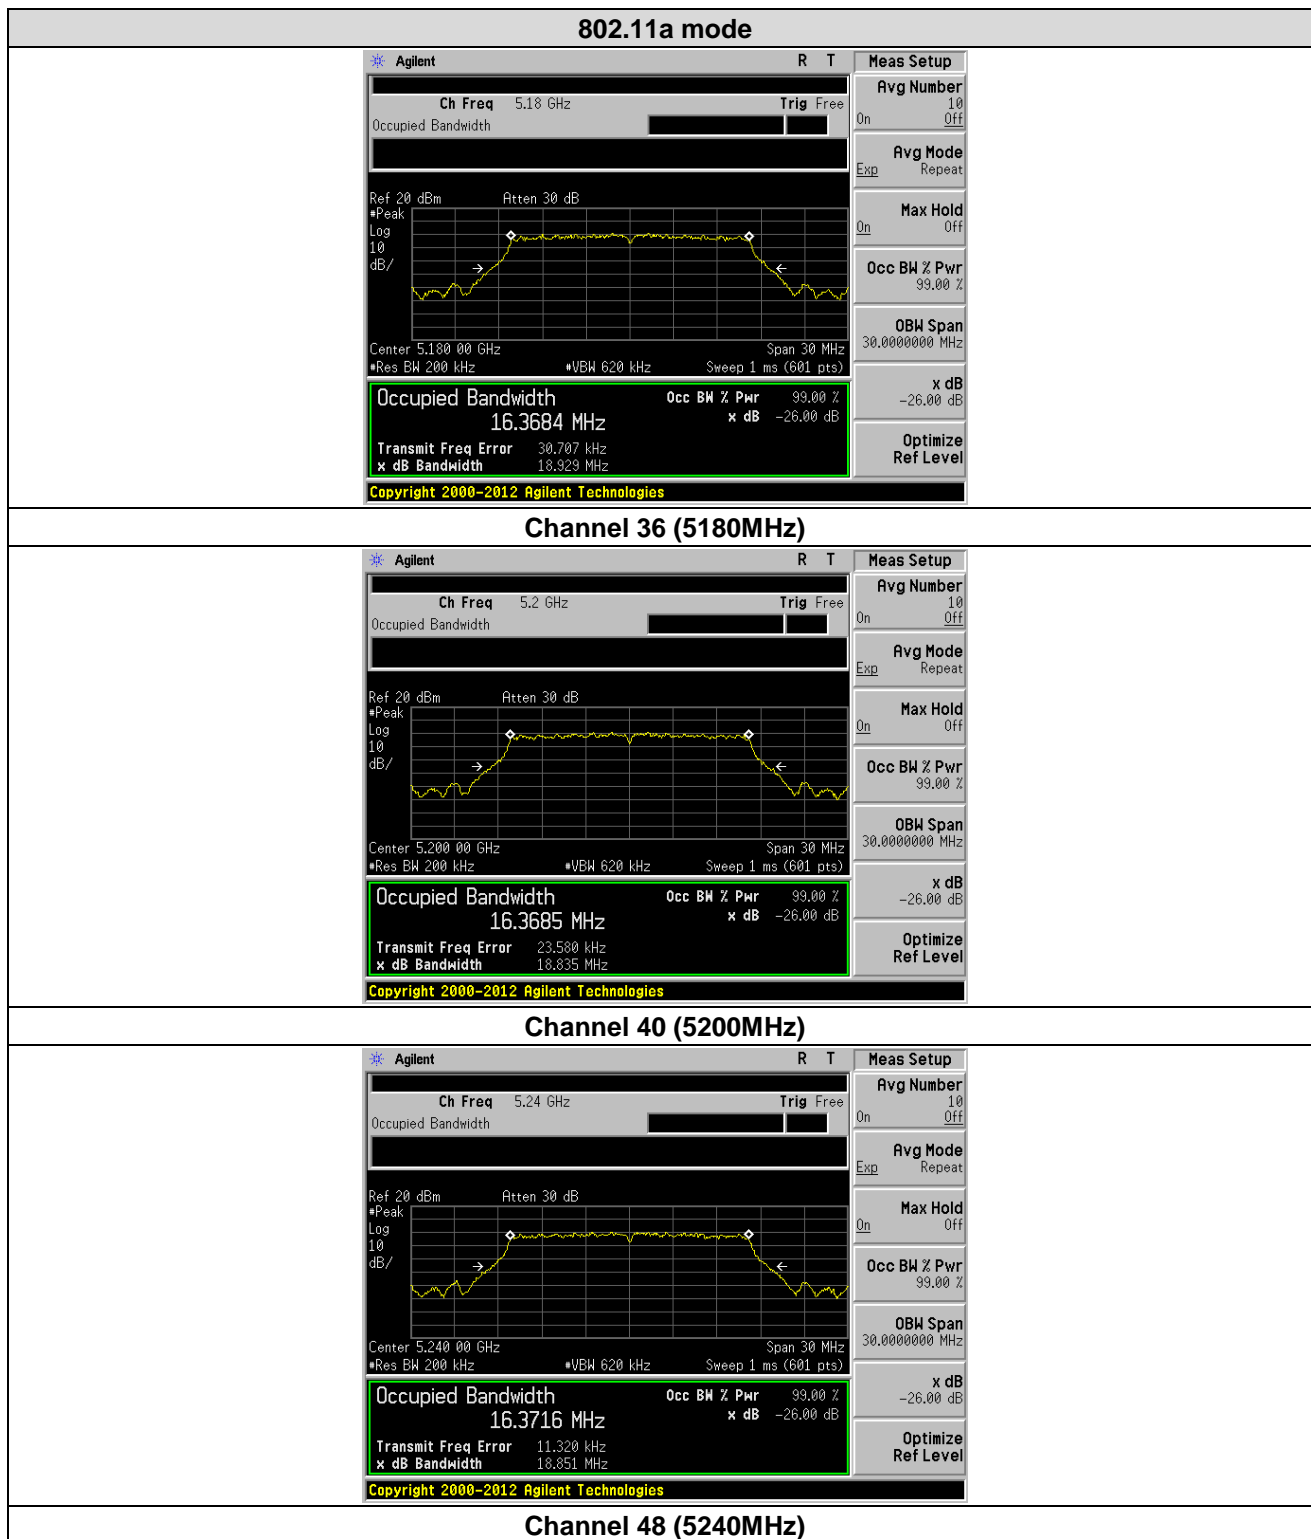 802.11a mode
Agilent R T Meas Setup
Avg Number
10
On Off
Ch Freq 5.18 GHz Trig Free
Occupied Bandwidth
Avg Mode
Exp Repeat
Ref 20 dBm Atten 30 dB
#Peak
Log
10
dB/
Max Hold
On Off
Occ BW % Pwr
99.00 %
OBW Span
30.0000000 MHz
Center 5.180 00 GHz Span 30 MHz
#Res BW 200 kHz #VBW 620 kHz Sweep 1 ms (601 pts)
x dB
-26.00 dB
Occupied Bandwidth Occ BW % Pwr 99.00 %
16.3684 MHz x dB -26.00 dB
Transmit Freq Error 30.707 kHz
x dB Bandwidth 18.929 MHz
Optimize
Ref Level
Copyright 2000-2012 Agilent Technologies
Channel 36 (5180MHz)
Agilent R T Meas Setup
Avg Number
10
On Off
Ch Freq 5.2 GHz Trig Free
Occupied Bandwidth
Avg Mode
Exp Repeat
Ref 20 dBm Atten 30 dB
#Peak
Log
10
dB/
Max Hold
On Off
Occ BW % Pwr
99.00 %
OBW Span
30.0000000 MHz
Center 5.200 00 GHz Span 30 MHz
#Res BW 200 kHz #VBW 620 kHz Sweep 1 ms (601 pts)
x dB
-26.00 dB
Occupied Bandwidth Occ BW % Pwr 99.00 %
16.3685 MHz x dB -26.00 dB
Transmit Freq Error 23.580 kHz
x dB Bandwidth 18.835 MHz
Optimize
Ref Level
Copyright 2000-2012 Agilent Technologies
Channel 40 (5200MHz)
Agilent R T Meas Setup
Avg Number
10
On Off
Ch Freq 5.24 GHz Trig Free
Occupied Bandwidth
Avg Mode
Exp Repeat
Ref 20 dBm Atten 30 dB
#Peak
Log
10
dB/
Max Hold
On Off
Occ BW % Pwr
99.00 %
OBW Span
30.0000000 MHz
Center 5.240 00 GHz Span 30 MHz
#Res BW 200 kHz #VBW 620 kHz Sweep 1 ms (601 pts)
x dB
-26.00 dB
Occupied Bandwidth Occ BW % Pwr 99.00 %
16.3716 MHz x dB -26.00 dB
Transmit Freq Error 11.320 kHz
x dB Bandwidth 18.851 MHz
Optimize
Ref Level
Copyright 2000-2012 Agilent Technologies
Channel 48 (5240MHz)